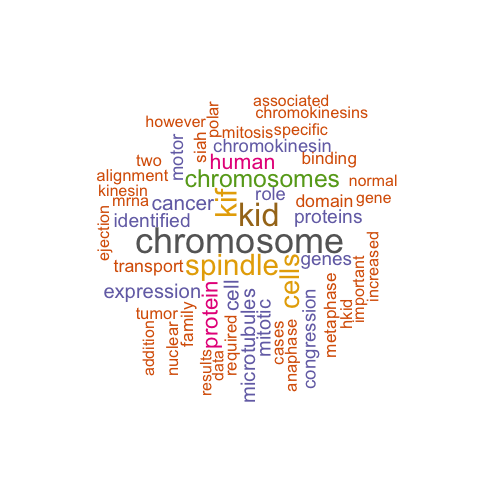 associated
chromokinesins
however
polar
mitosis
specific
siah
motor
chromokinesin
two
human
binding
alignment
chromosomes
normal
kinesin
kif
role
gene
mrna
cancer
kid
domain
identified
proteins
ejection
chromosome
transport
spindle
cells
genes
increased
important
expression
protein
cell
microtubules
mitotic
metaphase
hkid
tumor
family
nuclear
addition
required
data
results
cases
anaphase
congression